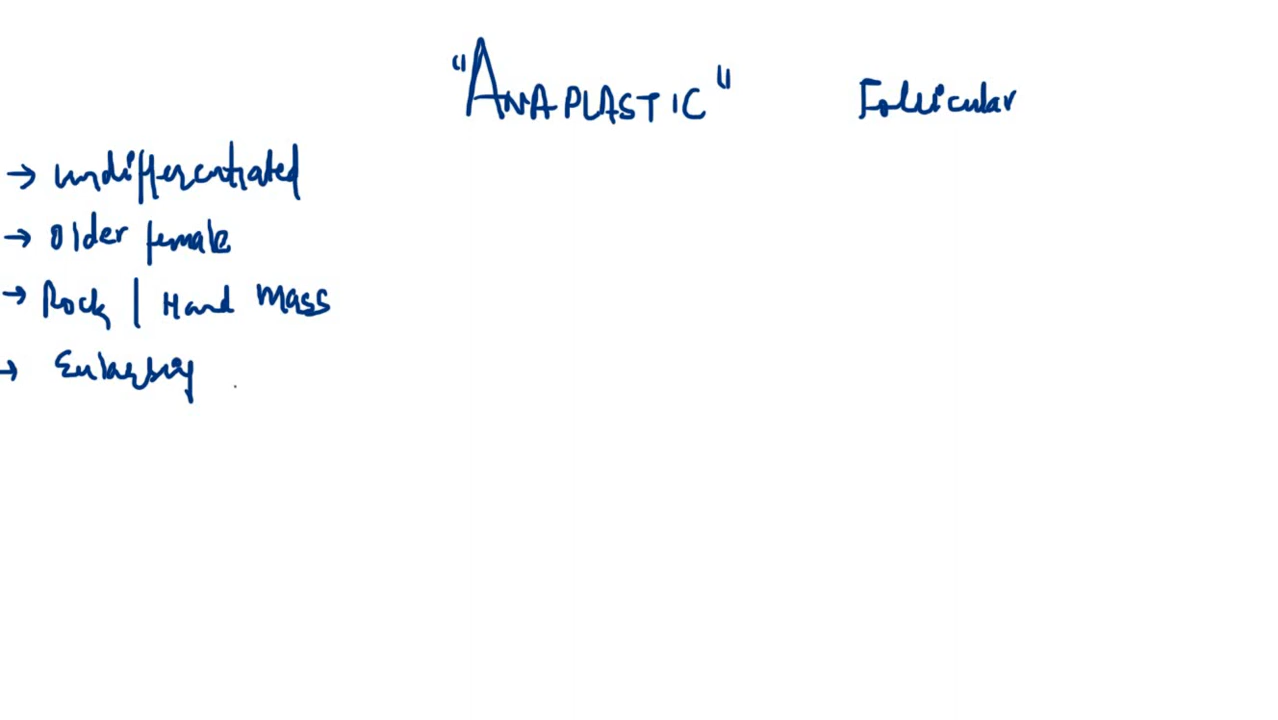 "ANAPLASTIC" Follicular
→ undifferentiated
→ Older female
→ Rock | Hard mass
→ Enlarging